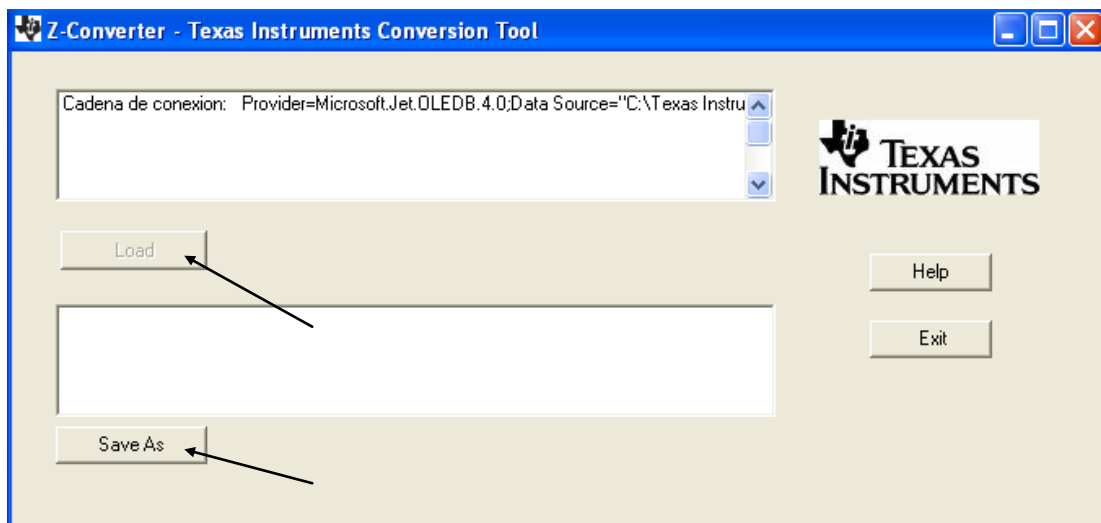 Z-Converter - Texas Instruments Conversion Tool
Cadena de conexion: Provider=Microsoft.Jet.OLEDB.4.0;Data Source="C:\Texas Instru
TEXAS
INSTRUMENTS
Load
Help
Exit
Save As